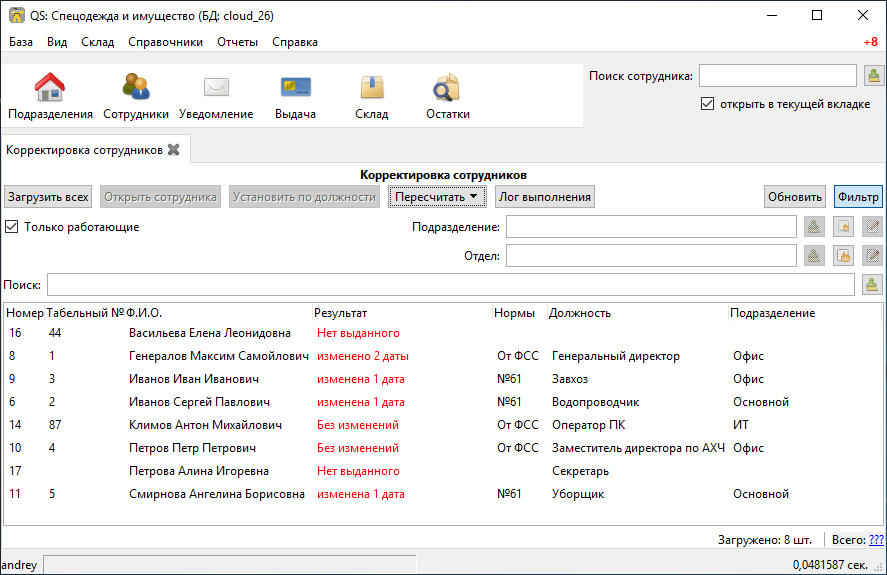 QS: Спецодежда и имущество (БД: cloud_26)
База Вид Склад Справочники Отчеты Справка +8
Подразделения Сотрудники Уведомление Выдача Склад Остатки
Поиск сотрудника:
открыть в текущей вкладке
Корректировка сотрудников
Корректировка сотрудников
Загрузить всех Открыть сотрудника Установить по должности Пересчитать Лог выполнения Обновить Фильтр
Только работающие Подразделение:
Отдел:
Поиск:
Номер Табельный № Ф.И.О. Результат Нормы Должность Подразделение
16 44 Васильева Елена Леонидовна Нет выданного
8 1 Генералов Максим Самойлович изменено 2 даты От ФСС Генеральный директор Офис
9 3 Иванов Иван Иванович изменена 1 дата №61 Завхоз Офис
6 2 Иванов Сергей Павлович изменена 1 дата №61 Водопроводчик Основной
14 87 Климов Антон Михайлович Без изменений От ФСС Оператор ПК ИТ
10 4 Петров Петр Петрович Без изменений От ФСС Заместитель директора по АХЧ Офис
17 Петрова Алина Игоревна Нет выданного Секретарь
11 5 Смирнова Ангелина Борисовна изменена 1 дата №61 Уборщик Основной
Загружено: 8 шт. Всего: ???
andrey 0,0481587 сек.